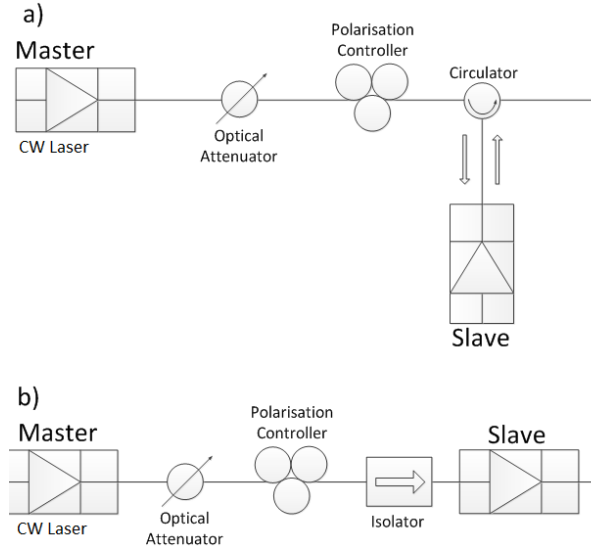 a)
Master
CW Laser
Optical
Attenuator
Polarisation
Controller
Circulator
Slave
b)
Master
CW Laser
Optical
Attenuator
Polarisation
Controller
Isolator
Slave